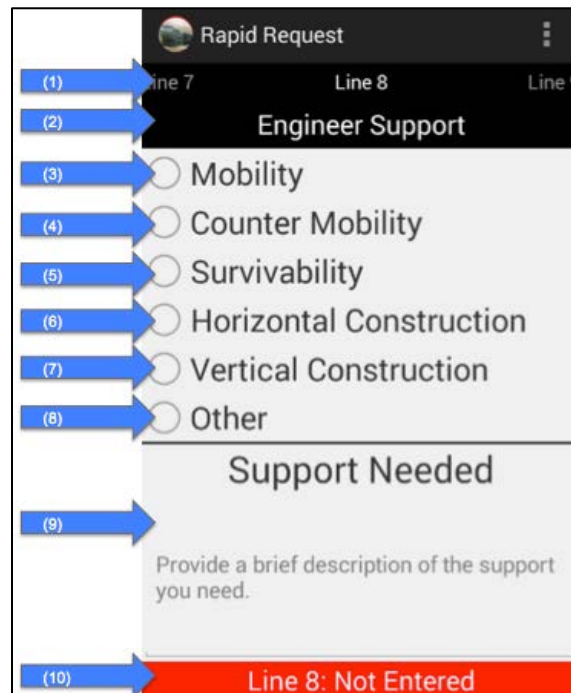 Rapid Request
(1) ine 7 Line 8 Line
(2) Engineer Support
(3) Mobility
(4) Counter Mobility
(5) Survivability
(6) Horizontal Construction
(7) Vertical Construction
(8) Other
Support Needed
(9)
Provide a brief description of the support
you need.
(10) Line 8: Not Entered